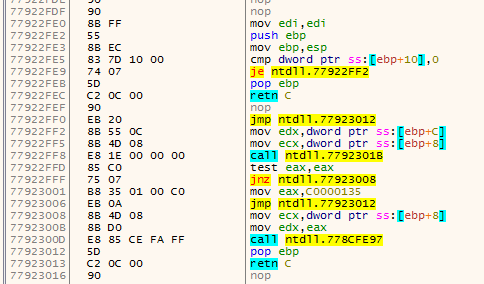 77922FDF 90 nop
77922FE0 8B FF mov edi,edi
77922FE2 55 push ebp
77922FE3 8B EC mov ebp,esp
77922FE5 83 7D 10 00 cmp dword ptr ss:[ebp+10],0
77922FE9 74 07 je ntdll.77922FF2
77922FEB 5D pop ebp
77922FEC C2 0C 00 retn C
77922FEF 90 nop
77922FF0 EB 20 jmp ntdll.77923012
77922FF2 8B 55 0C mov edx,dword ptr ss:[ebp+C]
77922FF5 8B 4D 08 mov ecx,dword ptr ss:[ebp+8]
77922FF8 E8 1E 00 00 00 call ntdll.7792301B
77922FFD 85 C0 test eax,eax
77922FFF 75 07 jnz ntdll.77923008
77923001 B8 35 01 00 C0 mov eax,C0000135
77923006 EB 0A jmp ntdll.77923012
77923008 8B 4D 08 mov ecx,dword ptr ss:[ebp+8]
7792300B 8B D0 mov edx,eax
7792300D E8 85 CE FA FF call ntdll.778CFE97
77923012 5D pop ebp
77923013 C2 0C 00 retn C
77923016 90 nop